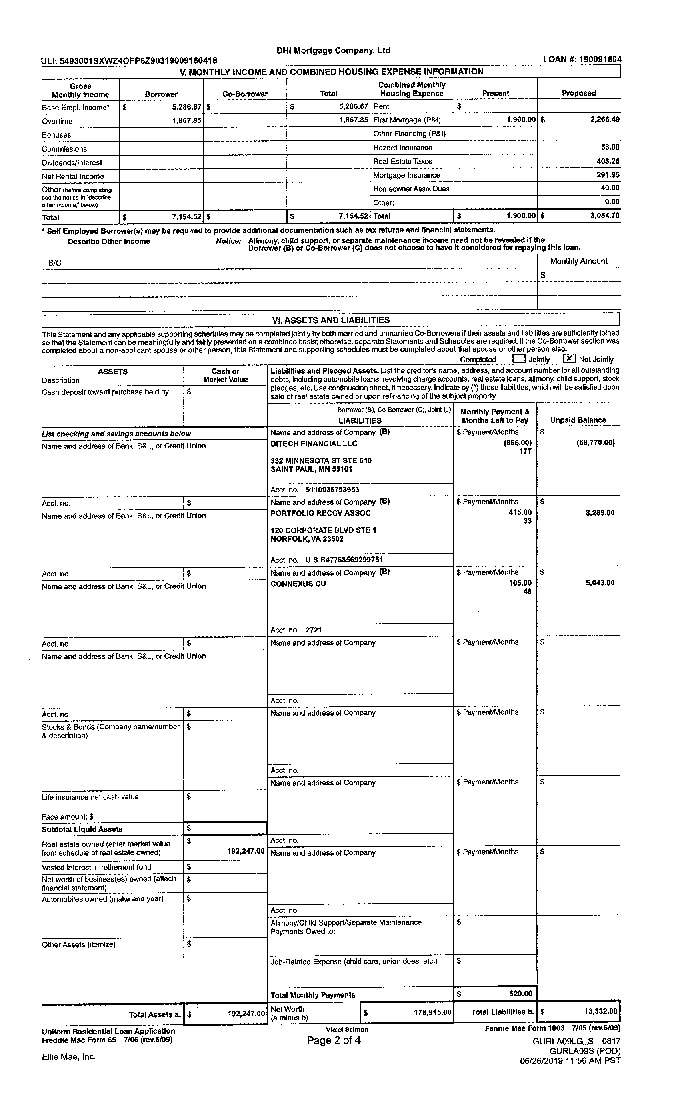 DHI Mortgage Company, Ltd
LOAN #: 190091804
V. MONTHLY INCOME AND COMBINED HOUSING EXPENSE INFORMATION
Gross Monthly Income Borrower Co-Borrower Total Combined Monthly Housing Expense Present Proposed
Base Empl. Income* $ 5,286.67 $ $ 5,286.67 Rent $
Overtime 1,867.85 1,867.85 First Mortgage (P&I) 1,900.00 $ 2,266.49
Bonuses Other Financing (P&I)
Commissions Hazard Insurance
Dividends/Interest Real Estate Taxes
Net Rental Income Mortgage Insurance 291.95
Other (before completing, see the notice in "describe other income," below) Homeowner Assn. Dues 40.00
Other: 0.00
Total $ 7,154.52 $ $ 7,154.52 Total $ 1,900.00 $
* Self Employed Borrower(s) may be required to provide additional documentation such as tax returns and financial statements.
Describe Other Income Notice: Alimony, child support, or separate maintenance income need not be revealed if the
Borrower (B) or Co-Borrower (C) does not choose to have it considered for repaying this loan.
B/C Monthly Amount
$
VI. ASSETS AND LIABILITIES
This Statement and any applicable supporting schedules may be completed jointly by both married and unmarried Co-Borrowers if their assets and liabilities are sufficiently joined
so that the Statement can be meaningfully and fairly presented on a combined basis; otherwise, separate Statements and Schedules are required. If the Co-Borrower section was
completed about a non-applicant spouse or other person, this Statement and supporting schedules must be completed about that spouse or other person also.
Completed Jointly X Not Jointly
ASSETS Cash or Market Value
Description
Cash deposit toward purchase held by $
Liabilities and Pledged Assets. List the creditor's name, address, and account number for all outstanding
debts, including automobile loans, revolving charge accounts, real estate loans, alimony, child support, stock
pledges, etc. Use continuation sheet, if necessary. Indicate by (*) those liabilities, which will be satisfied upon
sale of real estate owned or upon refinancing of the subject property.
Borrower (B), Co-Borrower (C), Joint (J)
LIABILITIES Monthly Payment & Months Left to Pay Unpaid Balance
List checking and savings accounts below
Name and address of Bank, S&L, or Credit Union
Name and address of Company (B) $ Payment/Months $
DITECH FINANCIAL LLC
177
332 MINNESOTA ST STE 610
SAINT PAUL, MN 55101
Acct. no.
Acct. no. $
Name and address of Bank, S&L, or Credit Union
Name and address of Company (B) $ Payment/Months $
PORTFOLIO RECOV ASSOC 415.00 3,289.00
33
120 CORPORATE BLVD STE 1
NORFOLK, VA 23502
Acct. no.
Acct. no. $
Name and address of Bank, S&L, or Credit Union
Name and address of Company (B) $ Payment/Months $
CONNEXUS CU 105.00
48
Acct. no. 2721
Acct. no. $
Name and address of Bank, S&L, or Credit Union
Name and address of Company $ Payment/Months $
Acct. no.
Acct. no. $
Stocks & Bonds (Company name/number & description) $
Name and address of Company $ Payment/Months $
Acct. no.
Name and address of Company $ Payment/Months $
Life insurance net cash value $
Face amount: $
Subtotal Liquid Assets $
Acct. no.
Real estate owned (enter market value from schedule of real estate owned) $ 192,247.00
Name and address of Company $ Payment/Months $
Vested interest in retirement fund $
Net worth of business(es) owned (attach financial statement) $
Automobiles owned (make and year) $
Acct. no.
Alimony/Child Support/Separate Maintenance Payments Owed to: $
Other Assets (itemize) $
Job-Related Expense (child care, union dues, etc.) $
Total Monthly Payments $ 520.00
Total Assets a. $ 192,247.00 Net Worth (a minus b) $ 178,915.00 Total Liabilities b. $ 13,332.00
Uniform Residential Loan Application
Freddie Mac Form 65 7/05 (rev.6/09)
Page 2 of 4
Fannie Mae Form 1003 7/05 (rev.6/09)
Ellie Mae, Inc.
GURLA09LG_S 0817
GURLA09S (POD)
06/26/2019 11:56 AM PST